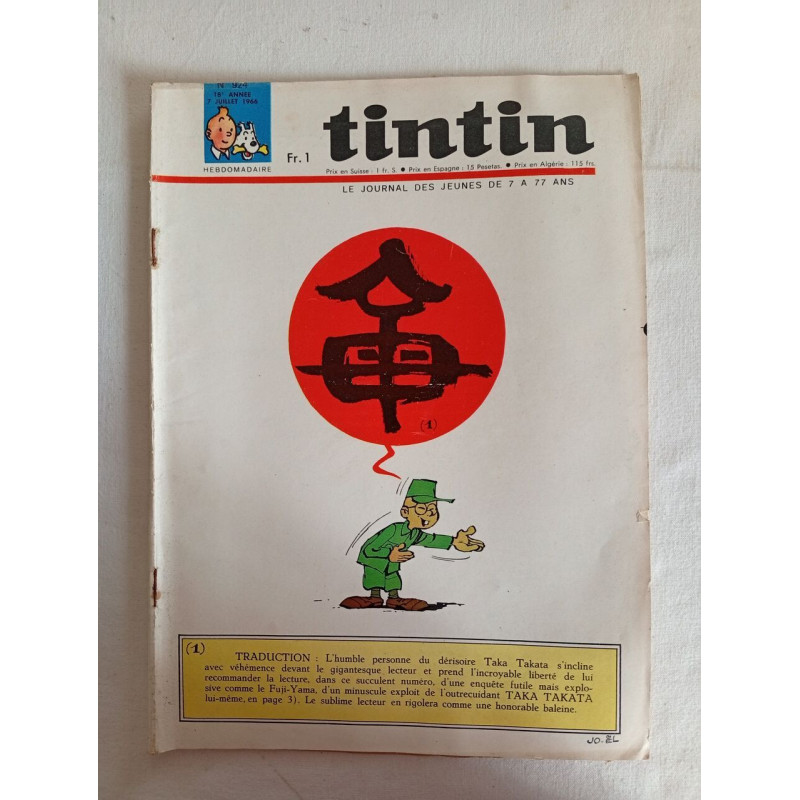 N° 924
18e ANNÉE
7 JUILLET 1966
HEBDOMADAIRE
Fr. 1
tintin
Prix en Suisse : 1 fr. S. ● Prix en Espagne : 15 Pesetas. ● Prix en Algérie : 115 frs.
LE JOURNAL DES JEUNES DE 7 A 77 ANS
(1)
(1)
TRADUCTION : L'humble personne du dérisoire Taka Takata s'incline
avec véhémence devant le gigantesque lecteur et prend l'incroyable liberté de lui
recommander la lecture, dans ce succulent numéro, d'une enquête futile mais explo-
sive comme le Fuji-Yama, d'un minuscule exploit de l'outrecuidant TAKA TAKATA
lui-même, en page 3). Le sublime lecteur en rigolera comme une honorable baleine.
JO-EL